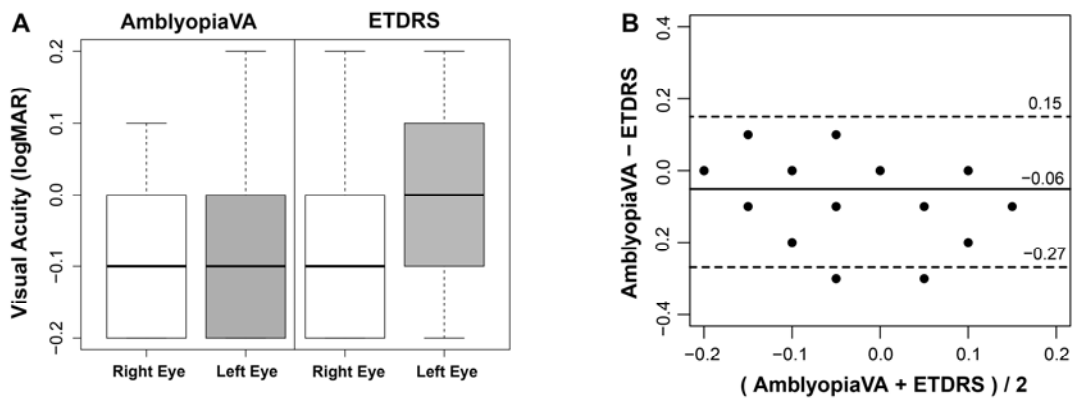 A
AmblyopiaVA
ETDRS
Visual Acuity (logMAR)
0.2
0.1
0.0
−0.1
−0.2
Right Eye
Left Eye
Right Eye
Left Eye
B
AmblyopiaVA − ETDRS
0.4
0.2
0.0
0.2
−0.4
0.15
−0.06
−0.27
−0.2
−0.1
0.0
0.1
0.2
( AmblyopiaVA + ETDRS ) / 2